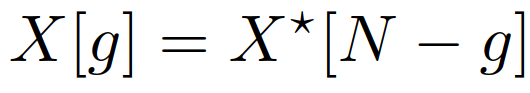 X[g] = X⋆[N − g]